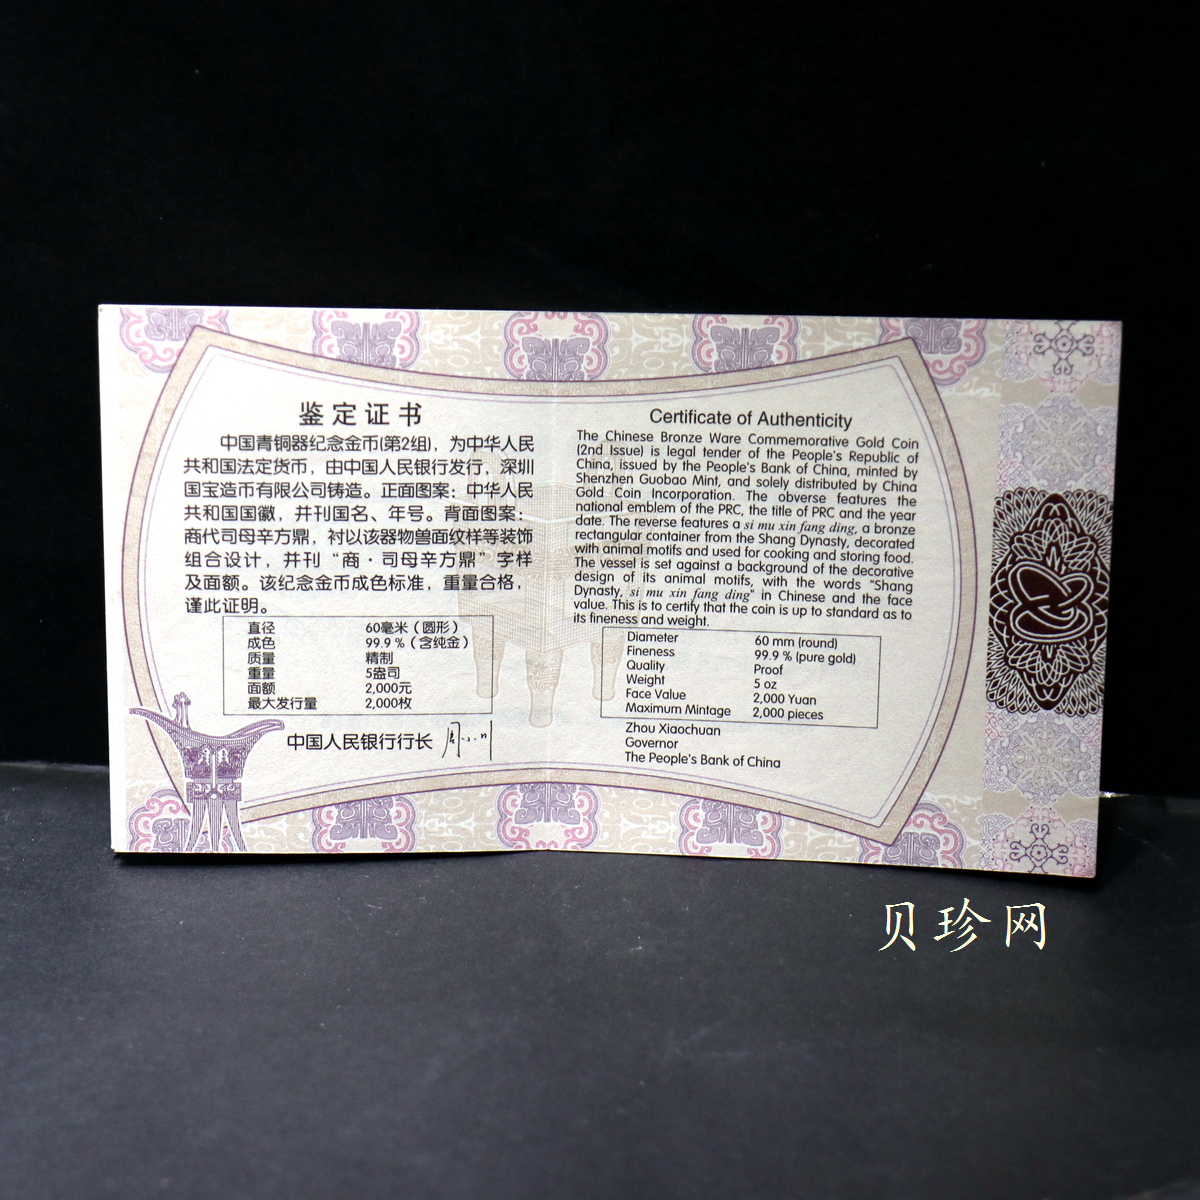 鉴定证书
中国青铜器纪念金币(第2组)，为中华人民
共和国法定货币，由中国人民银行发行，深圳
国宝造币有限公司铸造。正面图案：中华人民
共和国国徽，并刊国名、年号。背面图案：
商代司母辛方鼎，衬以该器物兽面纹样等装饰
组合设计，并刊“商·司母辛方鼎”字样
及面额。该纪念金币成色标准，重量合格，
谨此证明。
直径 60毫米（圆形）
成色 99.9％（含纯金）
质量 精制
重量 5盎司
面额 2,000元
最大发行量 2,000枚
中国人民银行行长
Certificate of Authenticity
The Chinese Bronze Ware Commemorative Gold Coin
(2nd Issue) is legal tender of the People's Republic of
China, issued by the People's Bank of China, minted by
Shenzhen Guobao Mint, and solely distributed by China
Gold Coin Incorporation. The obverse features the
national emblem of the PRC, the title of PRC and the year
date. The reverse features a si mu xin fang ding, a bronze
rectangular container from the Shang Dynasty, decorated
with animal motifs and used for cooking and storing food.
The vessel is set against a background of the decorative
design of its animal motifs, with the words "Shang
Dynasty, si mu xin fang ding" in Chinese and the face
value. This is to certify that the coin is up to standard as to
its fineness and weight.
Diameter 60 mm (round)
Fineness 99.9 % (pure gold)
Quality Proof
Weight 5 oz
Face Value 2,000 Yuan
Maximum Mintage 2,000 pieces
Zhou Xiaochuan
Governor
The People's Bank of China
贝珍网